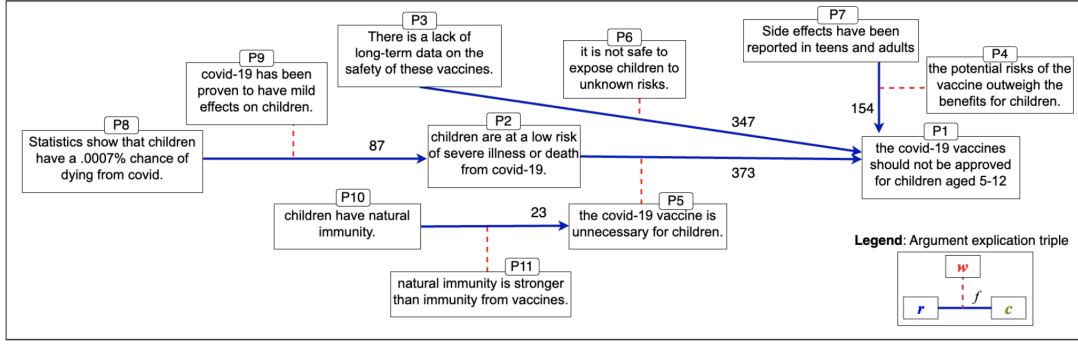 P3
There is a lack of
long-term data on the
safety of these vaccines.
P6
it is not safe to
expose children to
unknown risks.
P7
Side effects have been
reported in teens and adults
P4
the potential risks of the
vaccine outweigh the
benefits for children.
P9
covid-19 has been
proven to have mild
effects on children.
P8
Statistics show that children
have a .0007% chance of
dying from covid.
87
P2
children are at a low risk
of severe illness or death
from covid-19.
347
373
154
P1
the covid-19 vaccines
should not be approved
for children aged 5-12
P10
children have natural
immunity.
23
P5
the covid-19 vaccine is
unnecessary for children.
P11
natural immunity is stronger
than immunity from vaccines.
Legend: Argument explication triple
w
r
f
c